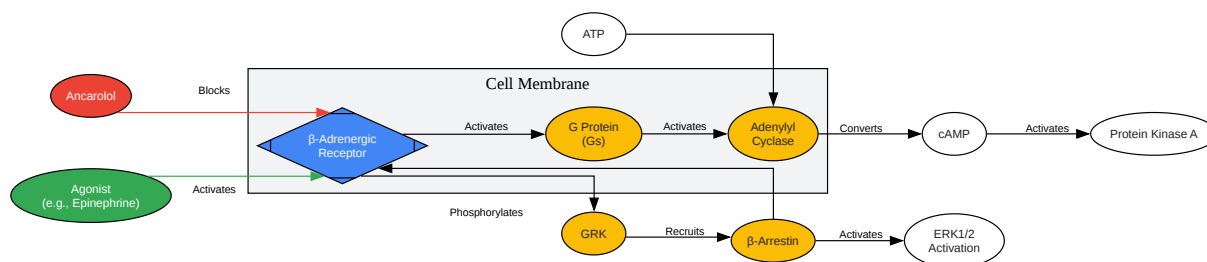 ATP
Cell Membrane
Ancarolol
Blocks
β-Adrenergic
Receptor
Activates
G Protein
(Gs)
Activates
Adenylyl
Cyclase
Converts
cAMP
Activates
Protein Kinase A
Agonist
(e.g., Epinephrine)
Activates
Phosphorylates
GRK
Recruits
β-Arrestin
Activates
ERK1/2
Activation